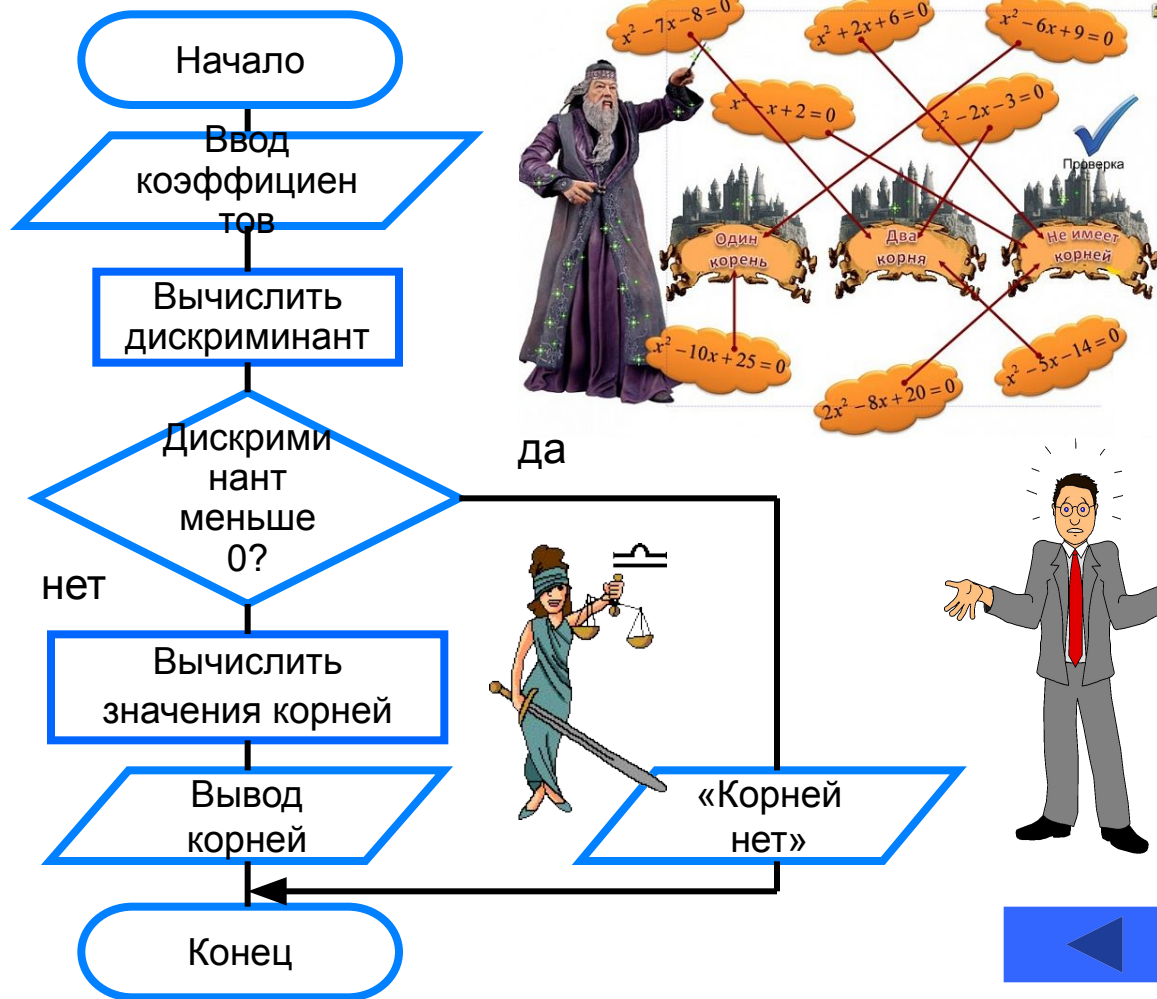 Начало
Ввод
коэффициен
тов
Вычислить
дискриминант
Дискрими
нант
меньше
0?
да
нет
Вычислить
значения корней
Вывод
корней
«Корней
нет»
Конец
x² − 7x − 8 = 0
x² + 2x + 6 = 0
x² − 6x + 9 = 0
x² − x + 2 = 0
x² − 2x − 3 = 0
Проверка
Один
корень
Два
корня
Не имеет
корней
x² − 10x + 25 = 0
2x² − 8x + 20 = 0
x² − 5x − 14 = 0